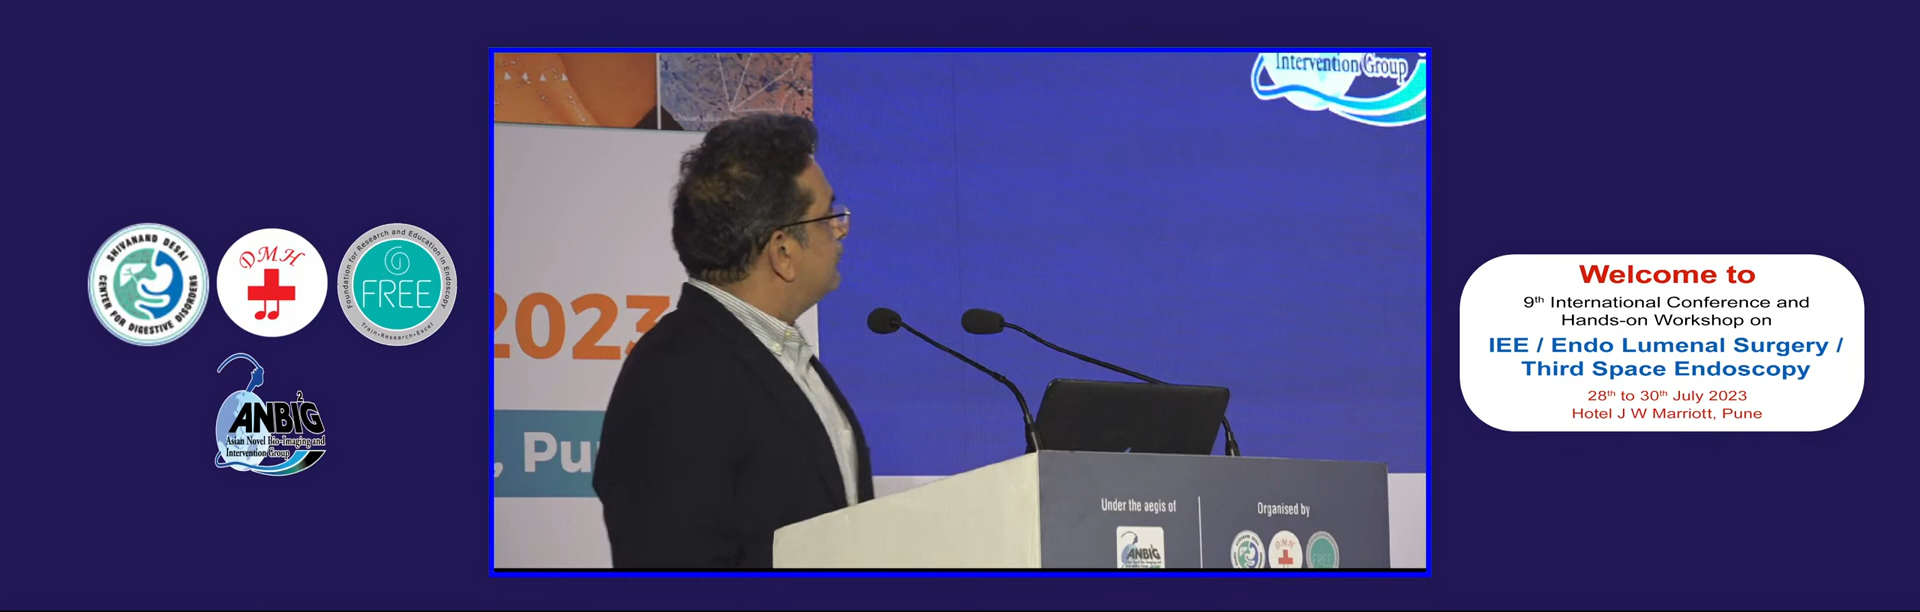 SHIVANAND DESAI
CENTER FOR DIGESTIVE DISORDERS
DMH
Foundation for Research and Education in Endoscopy
FREE
Train•Research•Excel
ANBIG2
Asian Novel Bio-Imaging and
Intervention Group
Intervention Group
2023
, Pu
Under the aegis of
Organised by
ANBIG
DMH
FREE
Welcome to
9th International Conference and
Hands-on Workshop on
IEE / Endo Lumenal Surgery /
Third Space Endoscopy
28th to 30th July 2023
Hotel J W Marriott, Pune